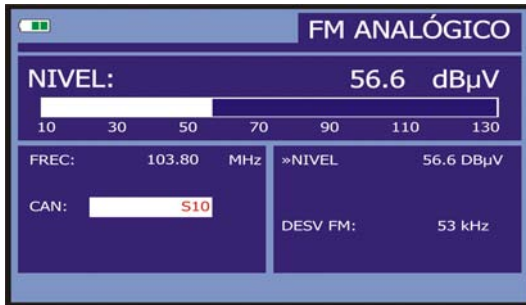 FM ANALÓGICO
NIVEL: 56.6 dBµV
10 30 50 70 90 110 130
FREC: 103.80 MHz
CAN: S10
»NIVEL 56.6 DBµV
DESV FM: 53 kHz